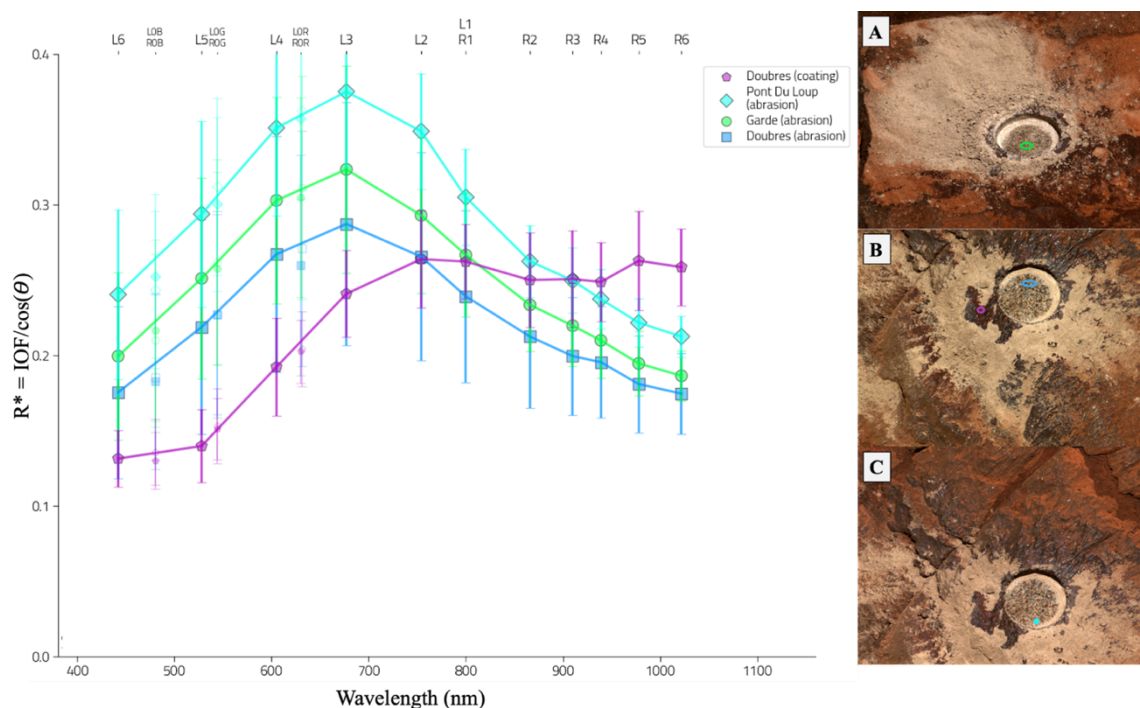 L1
L6 L0B L5 L0G L4 L0R L3 L2 R1 R2 R3 R4 R5 R6
R0B R0G R0R
0.4
0.3
0.2
0.1
0.0
R* = IOF/cos(θ)
400 500 600 700 800 900 1000 1100
Wavelength (nm)
Doubres (coating)
Pont Du Loup
(abrasion)
Garde (abrasion)
Doubres (abrasion)
A
B
C